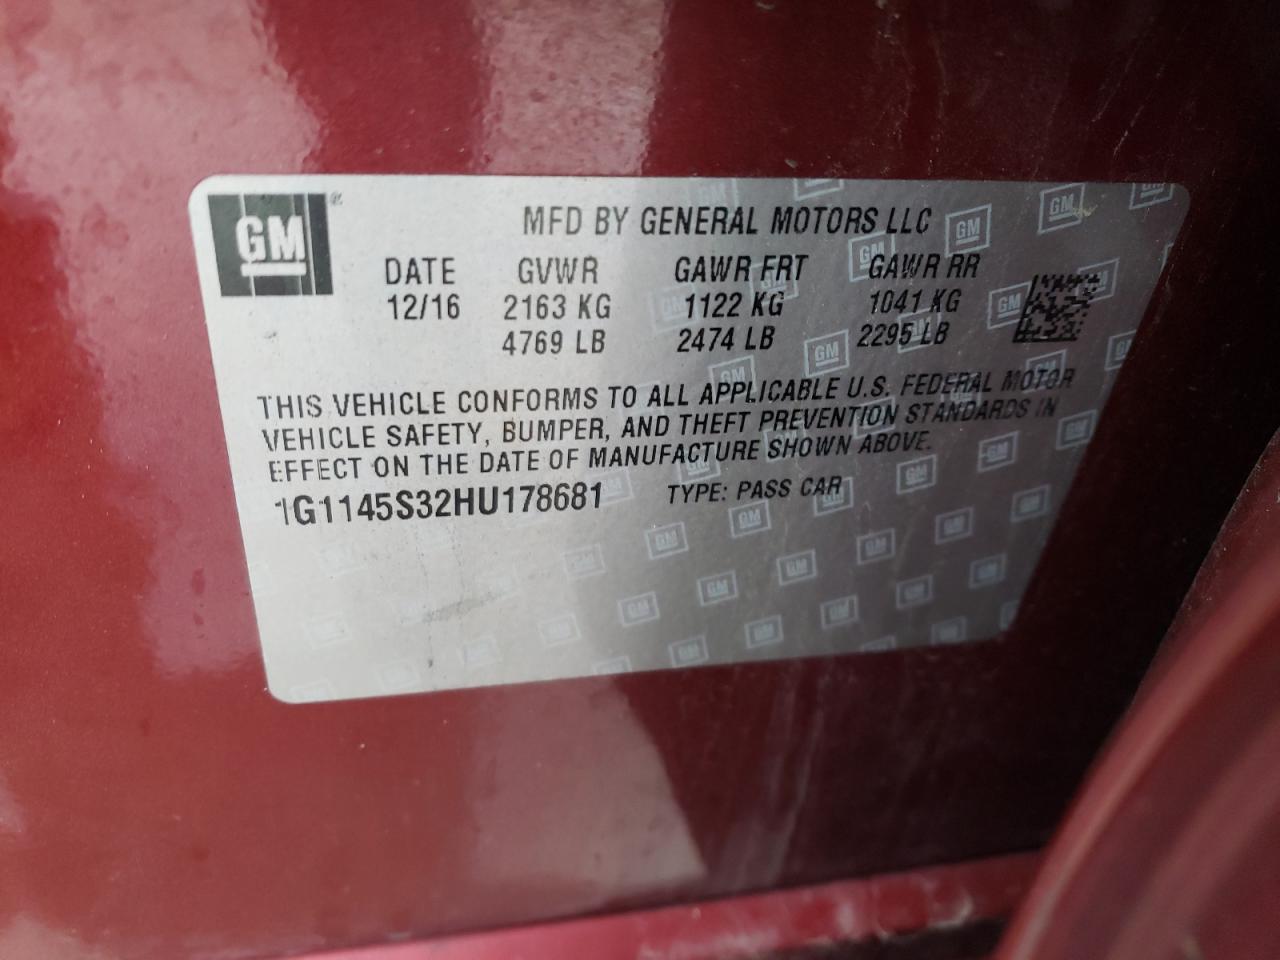 GM®
MFD BY GENERAL MOTORS LLC
DATE GVWR GAWR FRT GAWR RR
12/16 2163 KG 1122 KG 1041 KG
4769 LB 2474 LB 2295 LB
THIS VEHICLE CONFORMS TO ALL APPLICABLE U.S. FEDERAL MOTOR
VEHICLE SAFETY, BUMPER, AND THEFT PREVENTION STANDARDS IN
EFFECT ON THE DATE OF MANUFACTURE SHOWN ABOVE.
1G1145S32HU178681 TYPE: PASS CAR